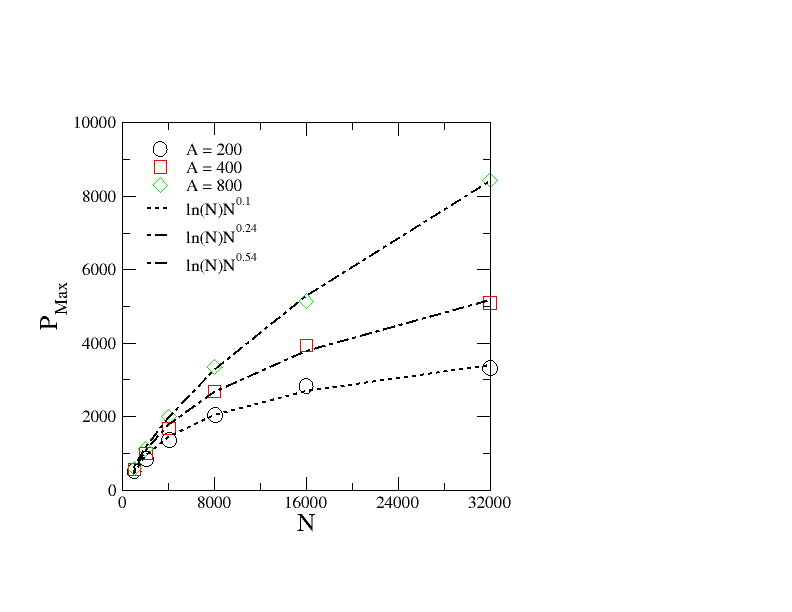 10000
8000
6000
4000
2000
0
P_Max
A = 200
A = 400
A = 800
ln(N)N^0.1
ln(N)N^0.24
ln(N)N^0.54
0 8000 16000 24000 32000
N